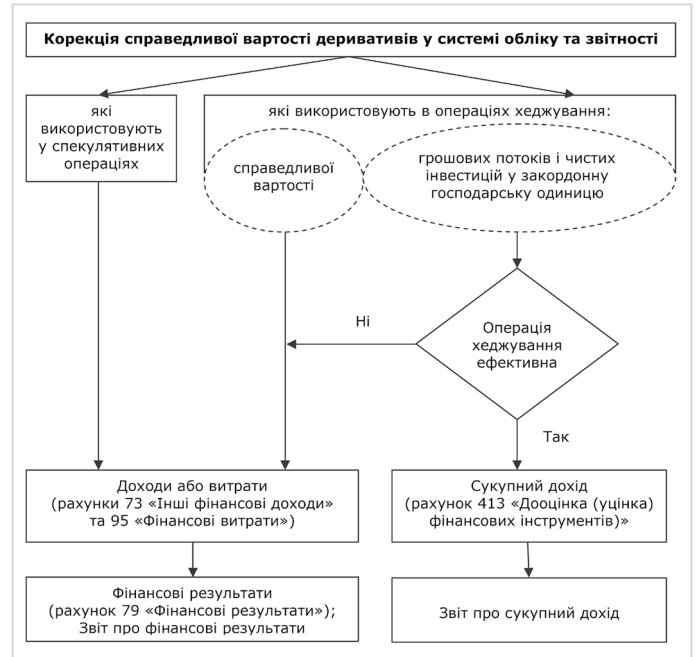 Корекція справедливої вартості деривативів у системі обліку та звітності
які
використовують
у спекулятивних
операціях
які використовують в операціях хеджування:
справедливої
вартості
грошових потоків і чистих
інвестицій у закордонну
господарську одиницю
Ні
Операція
хеджування
ефективна
Так
Доходи або витрати
(рахунки 73 «Інші фінансові доходи»
та 95 «Фінансові витрати»)
Сукупний дохід
(рахунок 413 «Дооцінка (уцінка)
фінансових інструментів)»
Фінансові результати
(рахунок 79 «Фінансові результати»);
Звіт про фінансові результати
Звіт про сукупний дохід